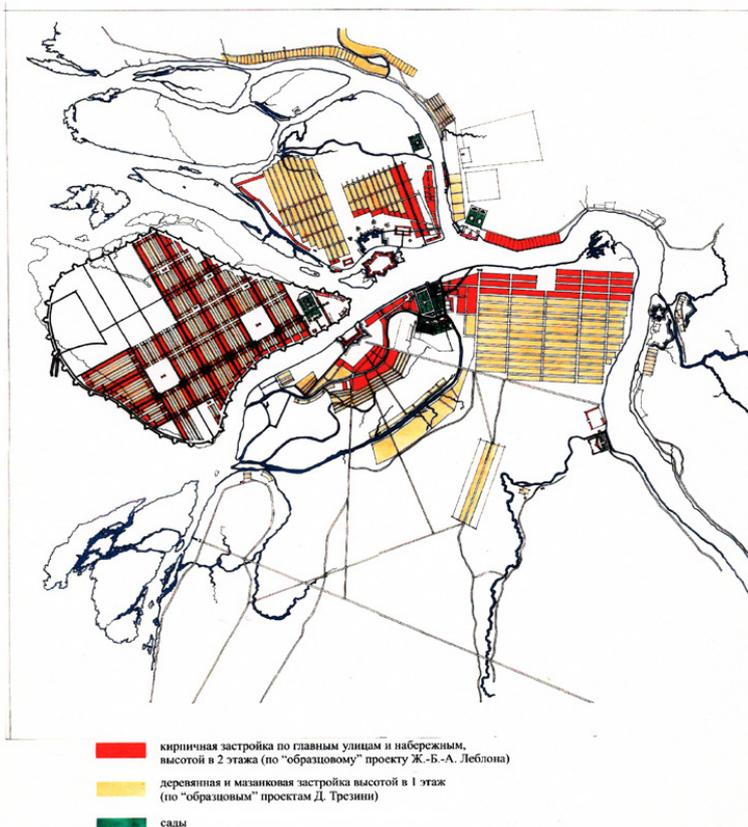 кирпичная застройка по главным улицам и набережным,
высотой в 2 этажа (по “образцовому” проекту Ж.-Б.-А. Леблона)
деревянная и мазанковая застройка высотой в 1 этаж
(по “образцовым” проектам Д. Трезини)
сады